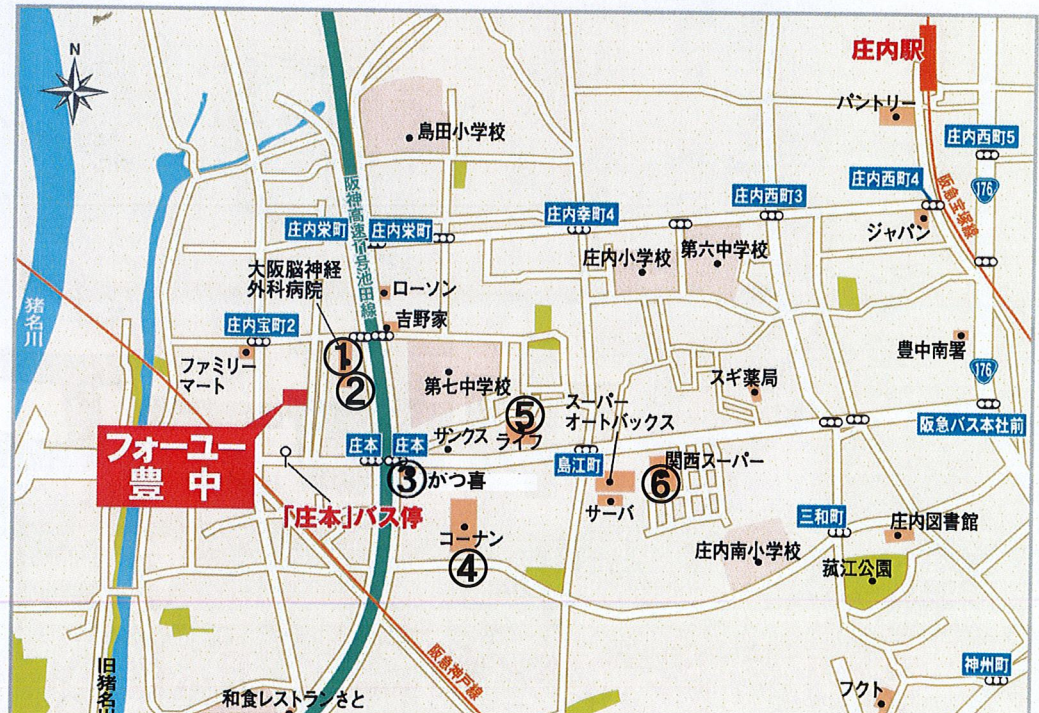 N
庄内駅
パントリー
島田小学校
庄内西町5
176
庄内西町4
庄内西町3
阪急宝塚線
阪神高速11号池田線
庄内栄町
庄内栄町
庄内幸町4
ジャパン
庄内小学校
第六中学校
大阪脳神経
外科病院
ローソン
猪名川
庄内宝町2
吉野家
豊中南署
ファミリー
マート
①
②
第七中学校
スギ薬局
176
スーパー
オートバックス
⑤
ライフ
フォーユー
豊中
庄本
庄本
サンクス
阪急バス本社前
島江町
関西スーパー
③
かつ喜
⑥
サーバ
「庄本」バス停
三和町
庄内図書館
コーナン
④
庄内南小学校
菰江公園
旧猪名川
阪急神戸線
神州町
和食レストランさと
フクト